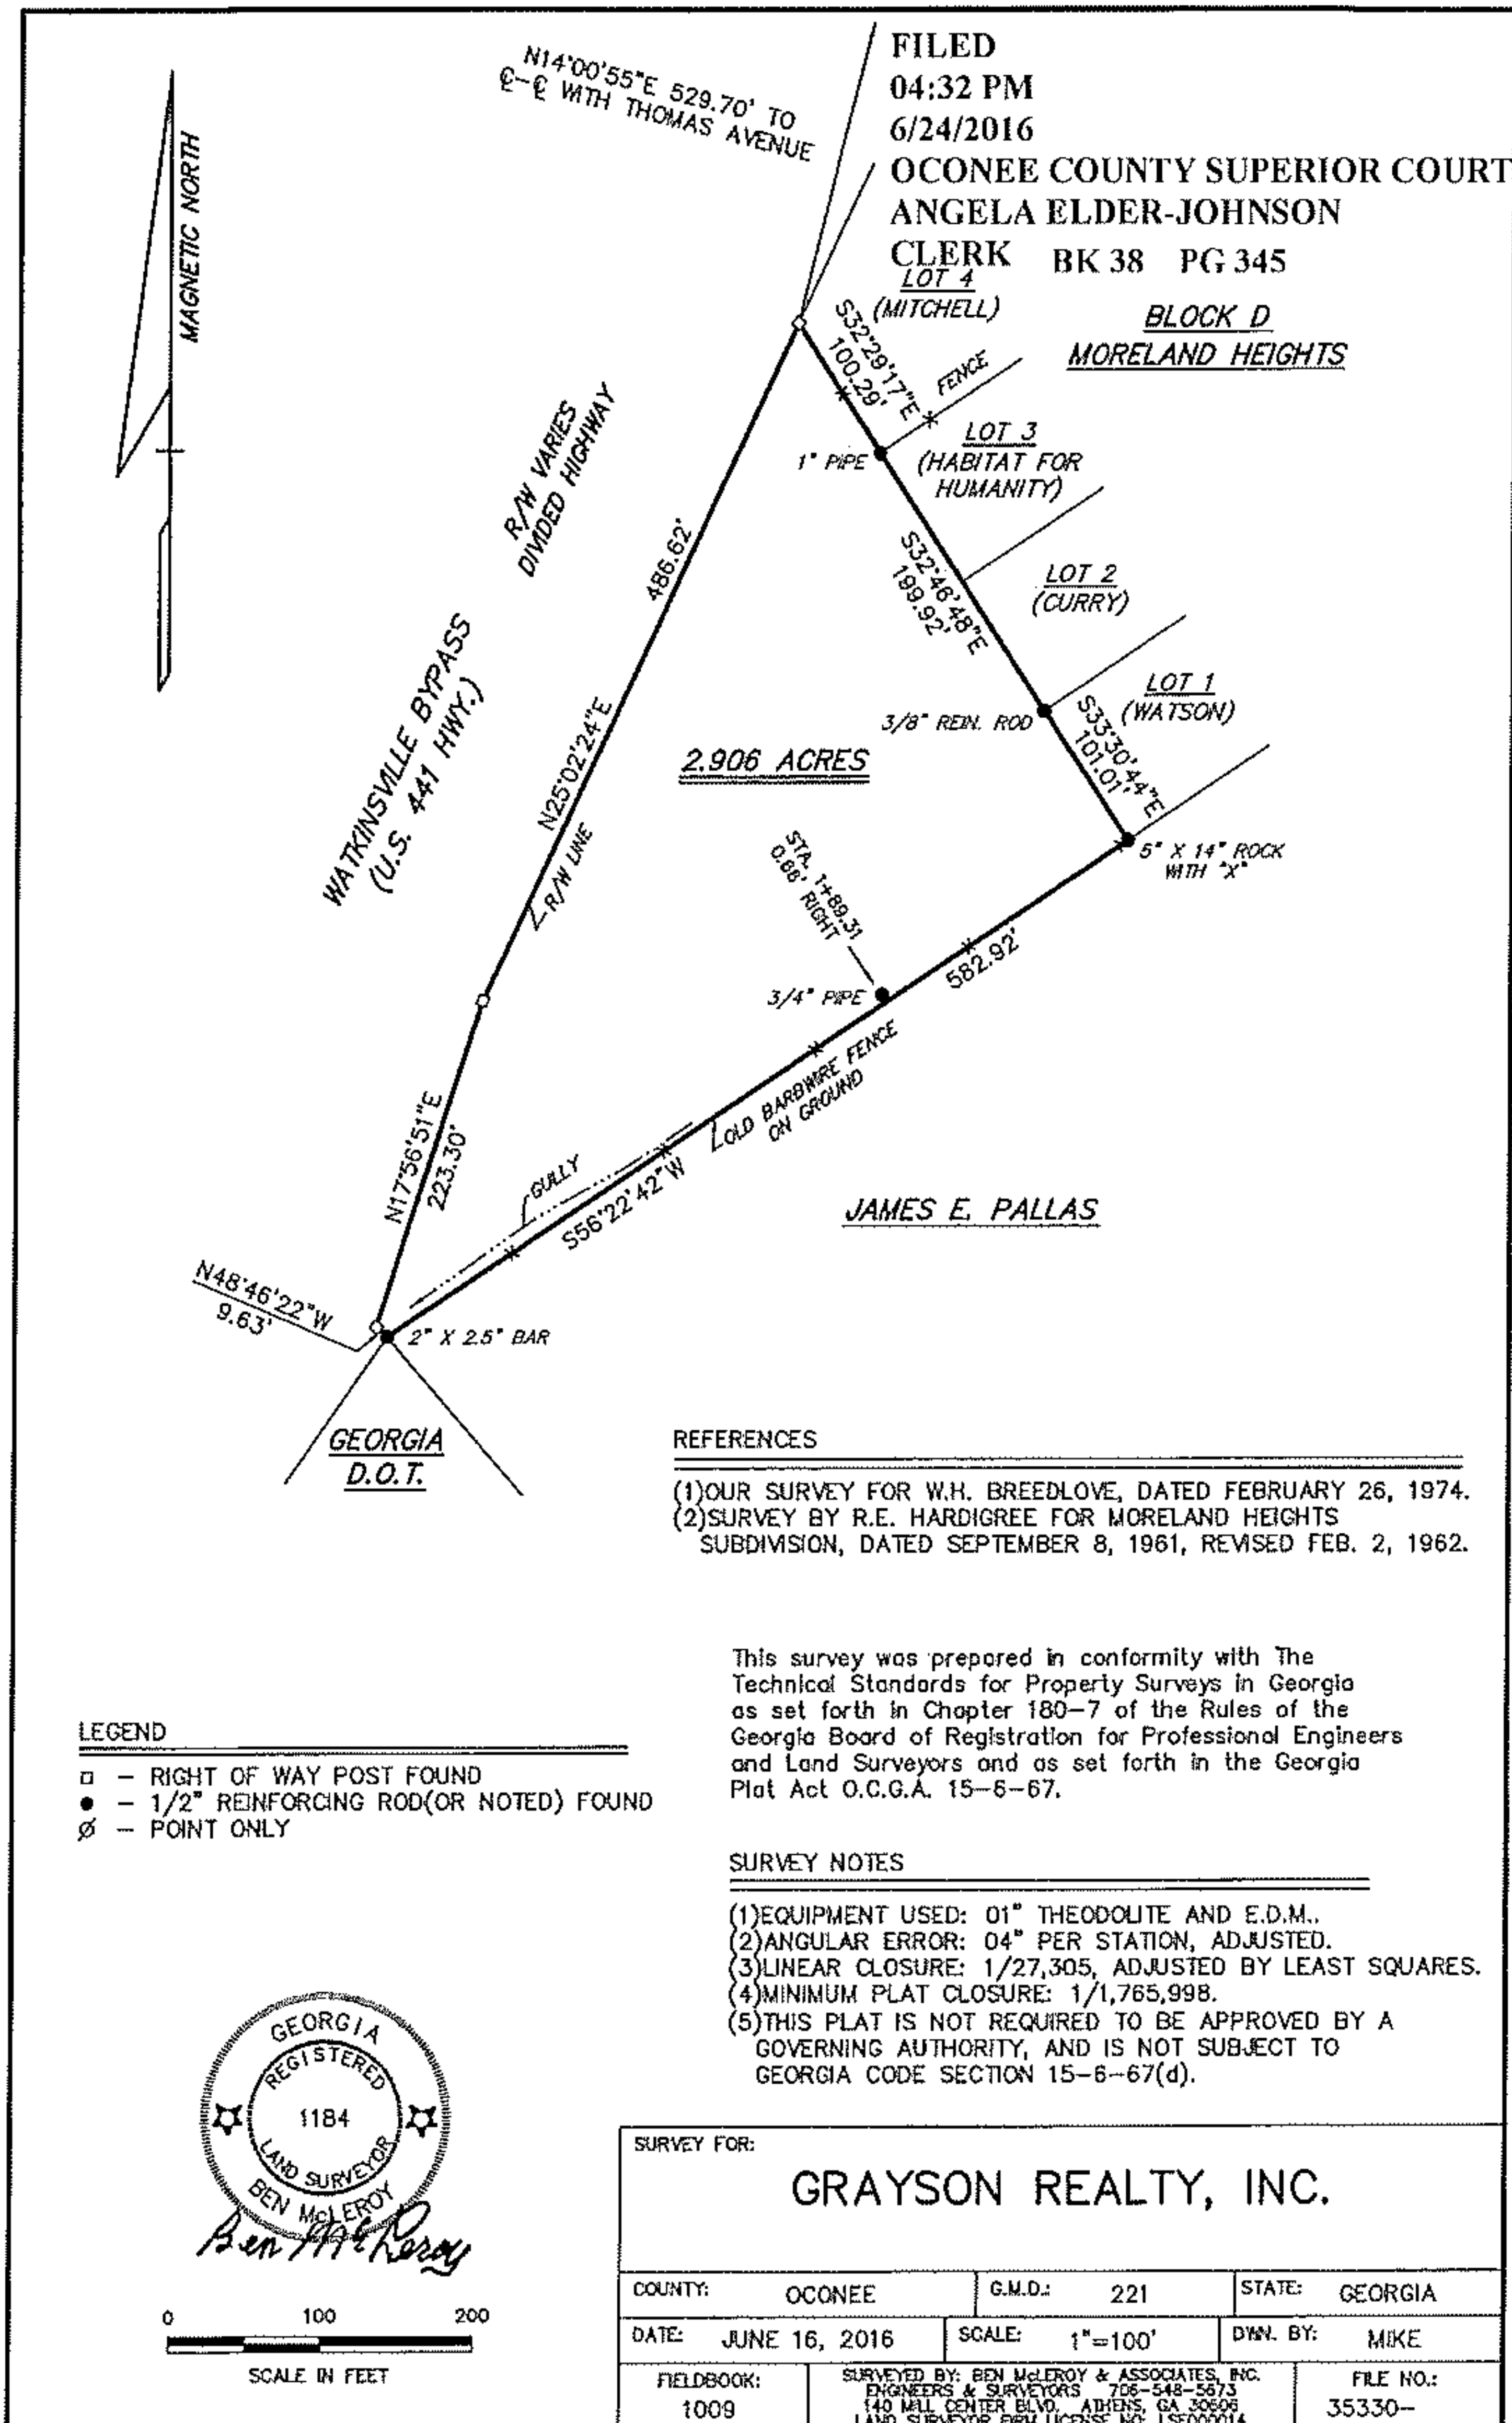 FILED
04:32 PM
6/24/2016
OCONEE COUNTY SUPERIOR COURT
ANGELA ELDER-JOHNSON
CLERK BK 38 PG 345
N14°00'55"E 529.70' TO
℄-℄ WITH THOMAS AVENUE
MAGNETIC NORTH
LOT 4
(MITCHELL)
BLOCK D
MORELAND HEIGHTS
S32°29'17"E
100.29'
FENCE
R/W VARIES
DIVIDED HIGHWAY
1" PIPE
LOT 3
(HABITAT FOR
HUMANITY)
486.62'
S32°46'48"E
199.92'
LOT 2
(CURRY)
WATKINSVILLE BYPASS
(U.S. 441 HWY.)
N25°02'24"E
R/W LINE
2.906 ACRES
3/8" REIN. ROD
LOT 1
(WATSON)
S33°30'44"E
101.01'
5" X 14" ROCK
WITH "X"
STA. 1+89.31
0.68' RIGHT
3/4" PIPE
582.92'
OLD BARBWIRE FENCE
ON GROUND
N17°56'51"E
223.30'
GULLY
S56°22'42"W
JAMES E. PALLAS
N48°46'22"W
9.63'
2" X 2.5" BAR
GEORGIA
D.O.T.
REFERENCES
(1)OUR SURVEY FOR W.H. BREEDLOVE, DATED FEBRUARY 26, 1974.
(2)SURVEY BY R.E. HARDIGREE FOR MORELAND HEIGHTS
SUBDIVISION, DATED SEPTEMBER 8, 1961, REVISED FEB. 2, 1962.
This survey was prepared in conformity with The
Technical Standards for Property Surveys in Georgia
as set forth in Chapter 180-7 of the Rules of the
Georgia Board of Registration for Professional Engineers
and Land Surveyors and as set forth in the Georgia
Plat Act O.C.G.A. 15-6-67.
LEGEND
□ - RIGHT OF WAY POST FOUND
● - 1/2" REINFORCING ROD(OR NOTED) FOUND
∅ - POINT ONLY
SURVEY NOTES
(1)EQUIPMENT USED: 01" THEODOLITE AND E.D.M..
(2)ANGULAR ERROR: 04" PER STATION, ADJUSTED.
(3)LINEAR CLOSURE: 1/27,305, ADJUSTED BY LEAST SQUARES.
(4)MINIMUM PLAT CLOSURE: 1/1,765,998.
(5)THIS PLAT IS NOT REQUIRED TO BE APPROVED BY A
GOVERNING AUTHORITY, AND IS NOT SUBJECT TO
GEORGIA CODE SECTION 15-6-67(d).
GEORGIA
REGISTERED
1184
LAND SURVEYOR
BEN McLEROY
Ben McLeroy
0 100 200
SCALE IN FEET
SURVEY FOR:
GRAYSON REALTY, INC.
COUNTY: OCONEE G.M.D.: 221 STATE: GEORGIA
DATE: JUNE 16, 2016 SCALE: 1"=100' DWN. BY: MIKE
FIELDBOOK:
1009
SURVEYED BY: BEN McLEROY & ASSOCIATES, INC.
ENGINEERS & SURVEYORS 706-548-5673
140 MILL CENTER BLVD. ATHENS, GA 30606
LAND SURVEYOR FIRM LICENSE NO: LSF000014
FILE NO.:
35330-